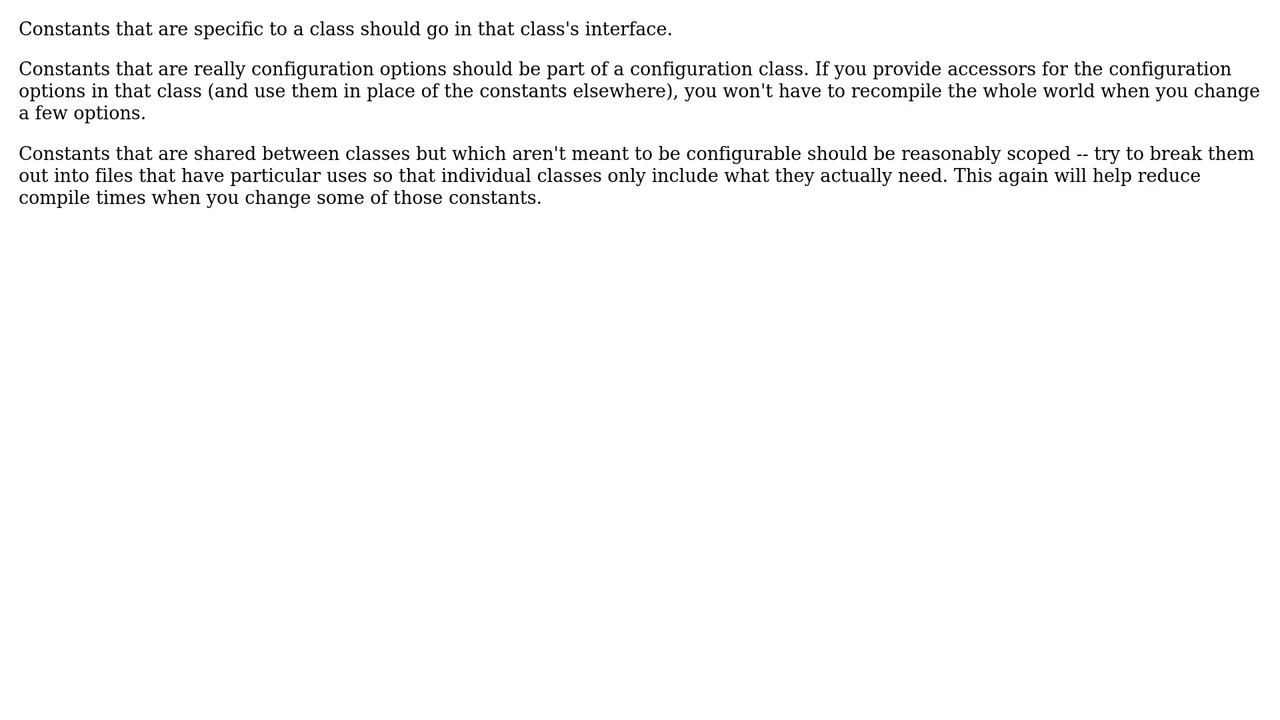 Constants that are specific to a class should go in that class's interface.
Constants that are really configuration options should be part of a configuration class. If you provide accessors for the configuration
options in that class (and use them in place of the constants elsewhere), you won't have to recompile the whole world when you change
a few options.
Constants that are shared between classes but which aren't meant to be configurable should be reasonably scoped -- try to break them
out into files that have particular uses so that individual classes only include what they actually need. This again will help reduce
compile times when you change some of those constants.